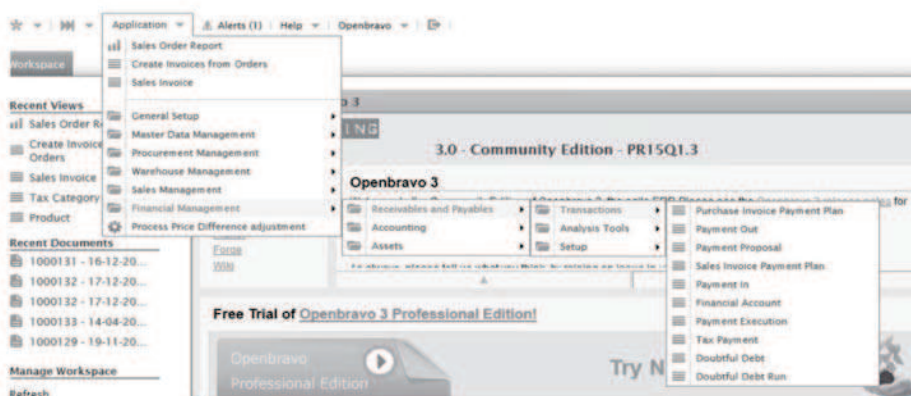 Application
Alerts (1)
Help
Openbravo
Workspace
Sales Order Report
Create Invoices from Orders
Sales Invoice
General Setup
Master Data Management
Procurement Management
Warehouse Management
Sales Management
Financial Management
Process Price Difference adjustment
Receivables and Payables
Accounting
Assets
Transactions
Analysis Tools
Setup
Purchase Invoice Payment Plan
Payment Out
Payment Proposal
Sales Invoice Payment Plan
Payment In
Financial Account
Payment Execution
Tax Payment
Doubtful Debt
Doubtful Debt Run
Recent Views
Sales Order R
Create Invoice
Orders
Sales Invoice
Tax Category
Product
Recent Documents
1000131 - 16-12-20...
1000132 - 17-12-20...
1000132 - 17-12-20...
1000133 - 14-04-20...
1000129 - 19-11-20...
Manage Workspace
Refresh
3
ING
3.0 - Community Edition - PR15Q1.3
Openbravo 3
for
Forge
Wiki
Free Trial of Openbravo 3 Professional Edition!
Openbravo
Professional Edition
Try N